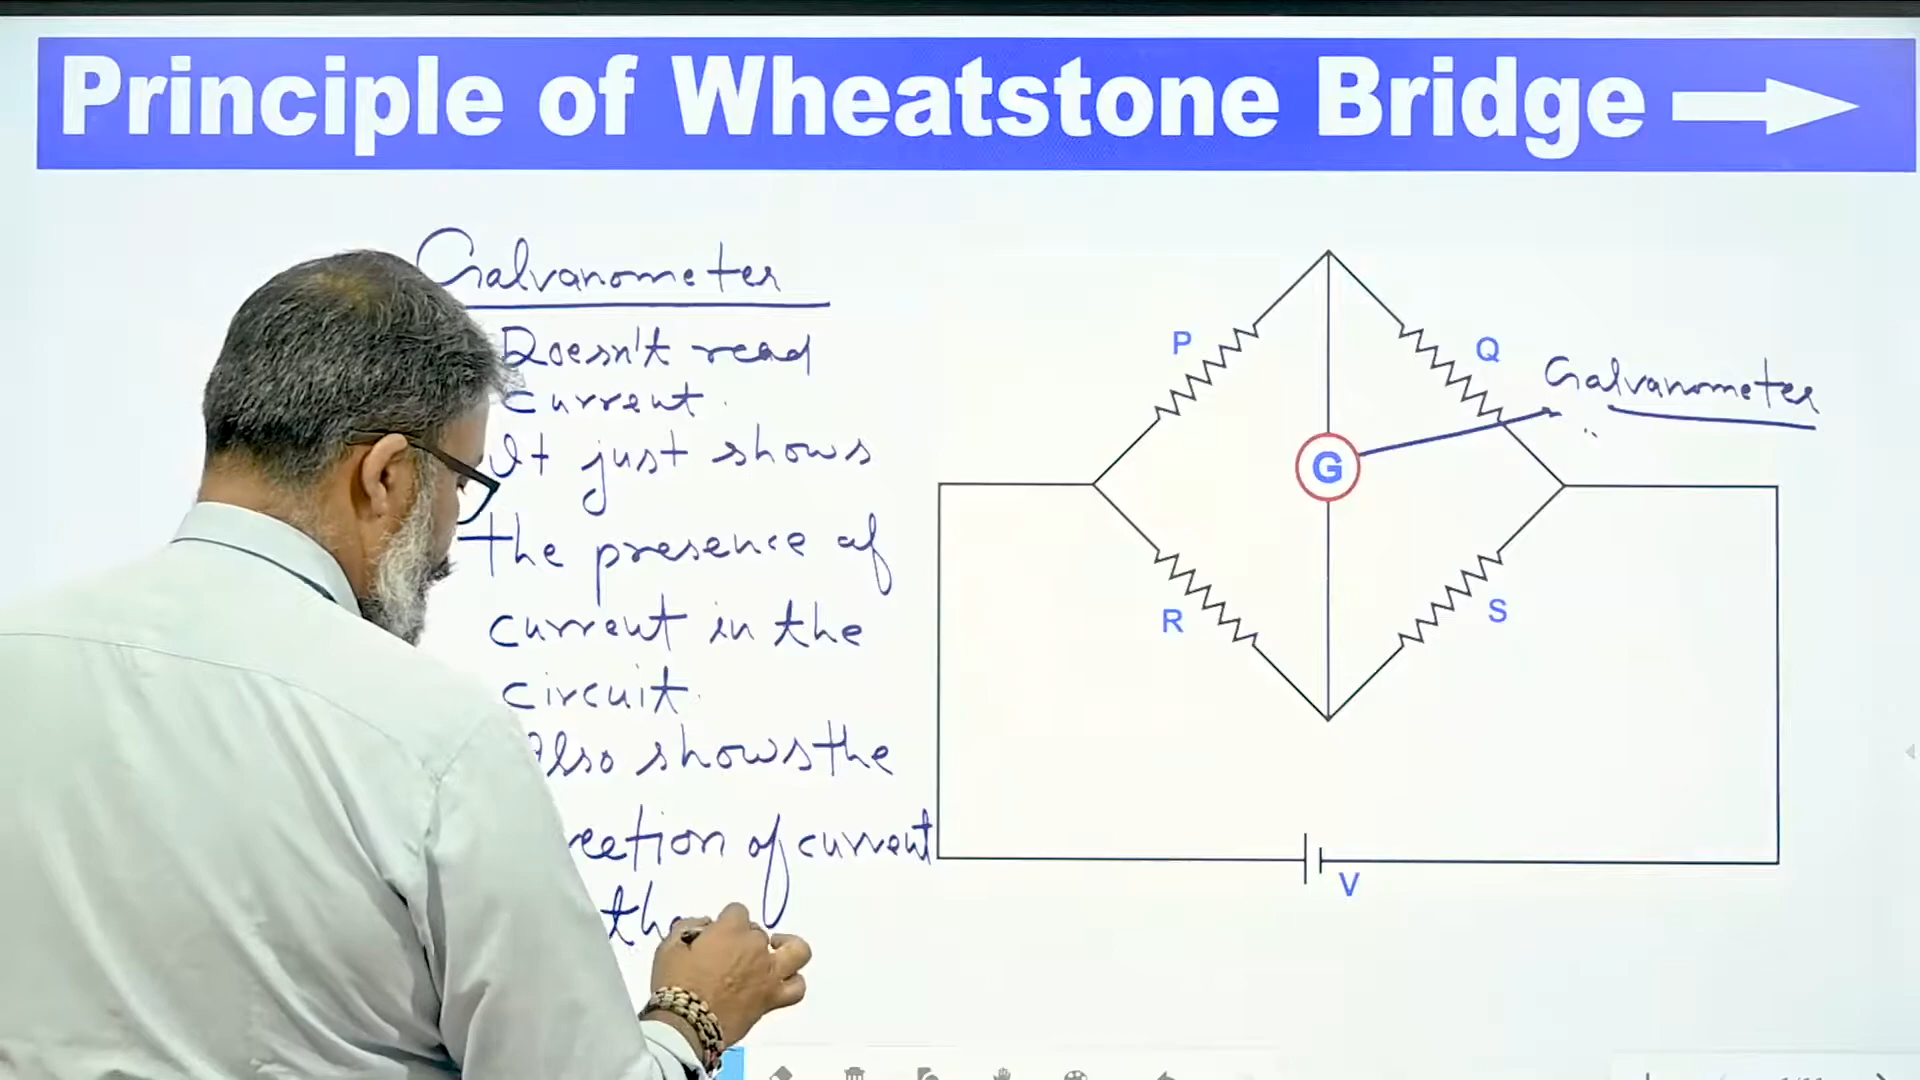 Principle of Wheatstone Bridge
Galvanometer
Doesn't read
current.
It just shows
the presence of
current in the
circuit.
Also shows the
of current
P
Q
Galvanometer
G
R
S
V